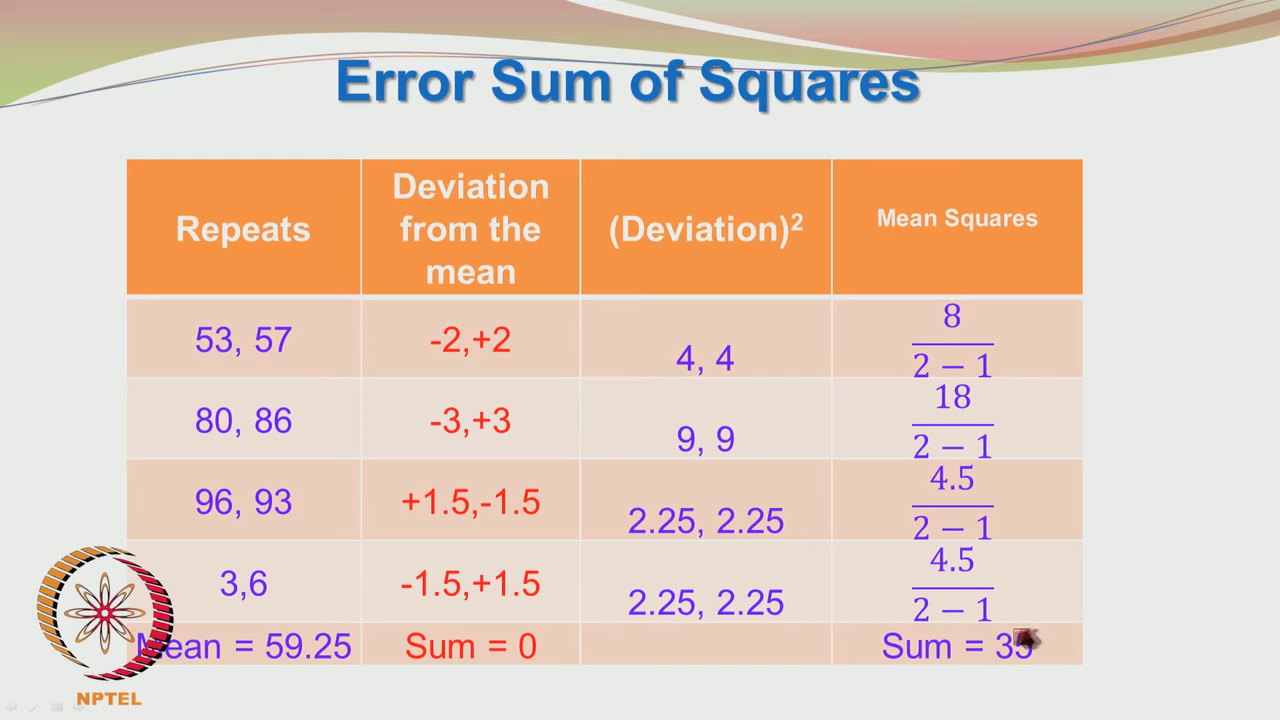 Error Sum of Squares
Repeats
Deviation
from the
mean
(Deviation)²
Mean Squares
53, 57
-2,+2
4, 4
8
2 − 1
80, 86
-3,+3
9, 9
18
2 − 1
96, 93
+1.5,-1.5
2.25, 2.25
4.5
2 − 1
3,6
-1.5,+1.5
2.25, 2.25
4.5
2 − 1
Mean = 59.25
Sum = 0
Sum = 35
NPTEL